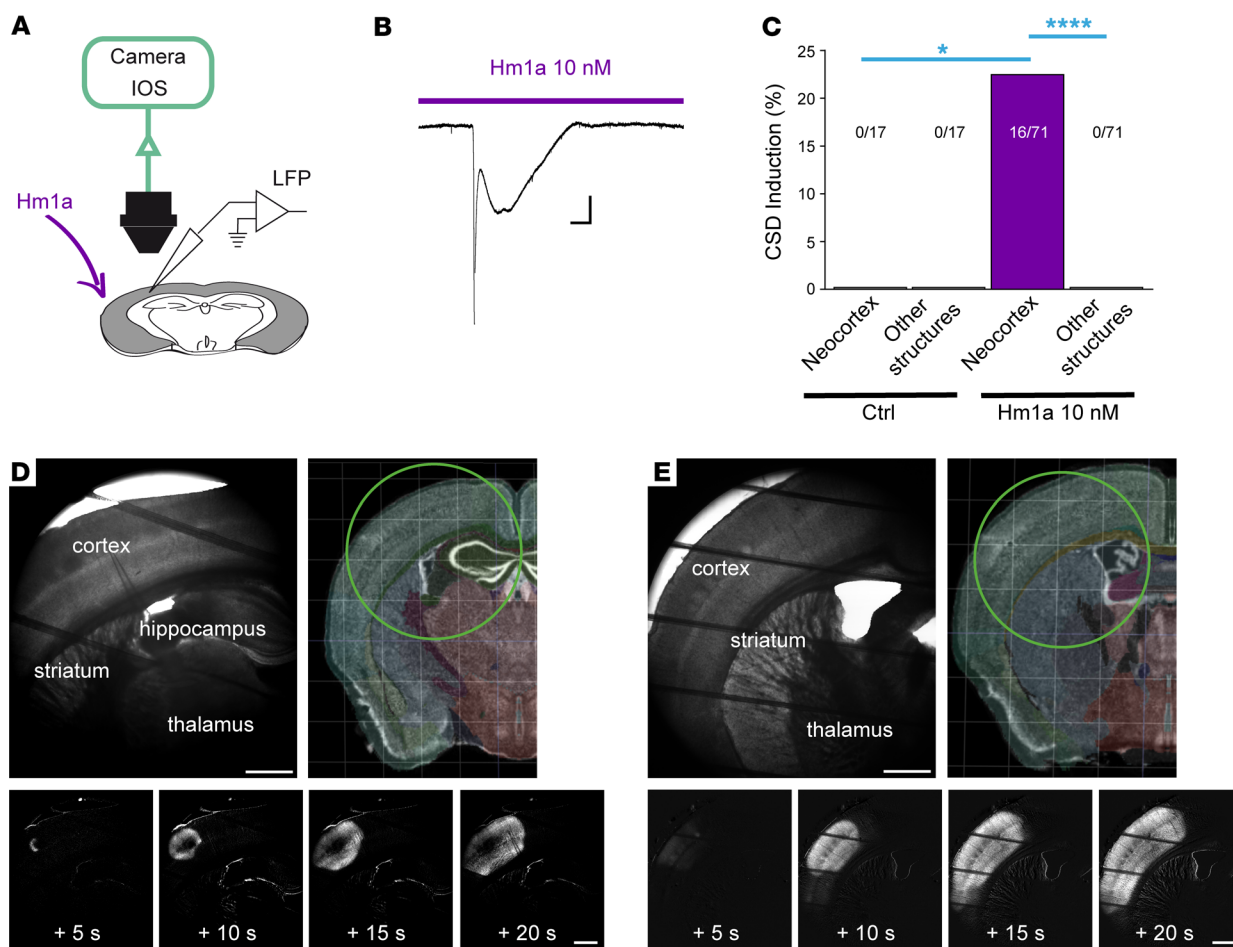 A
Camera
IOS
Hm1a
LFP
B
Hm1a 10 nM
C
CSD Induction (%)
25
20
15
10
5
0
*
****
0/17
0/17
16/71
0/71
Neocortex
Other
structures
Neocortex
Other
structures
Ctrl
Hm1a 10 nM
D
cortex
hippocampus
striatum
thalamus
+ 5 s
+ 10 s
+ 15 s
+ 20 s
E
cortex
striatum
thalamus
+ 5 s
+ 10 s
+ 15 s
+ 20 s